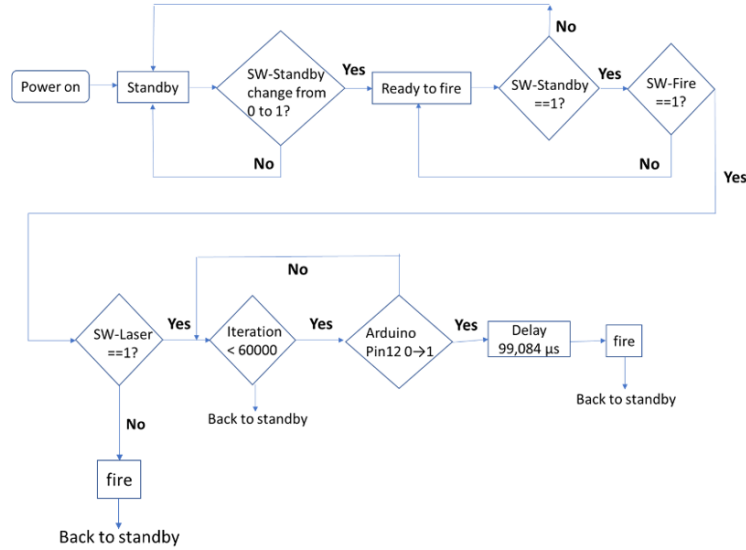 No
Power on
Standby
SW-Standby
change from
0 to 1?
Yes
Ready to fire
SW-Standby
==1?
Yes
SW-Fire
==1?
No
No
Yes
No
SW-Laser
==1?
Yes
Iteration
< 60000
Yes
Arduino
Pin12 0→1
Yes
Delay
99,084 µs
fire
Back to standby
Back to standby
No
fire
Back to standby